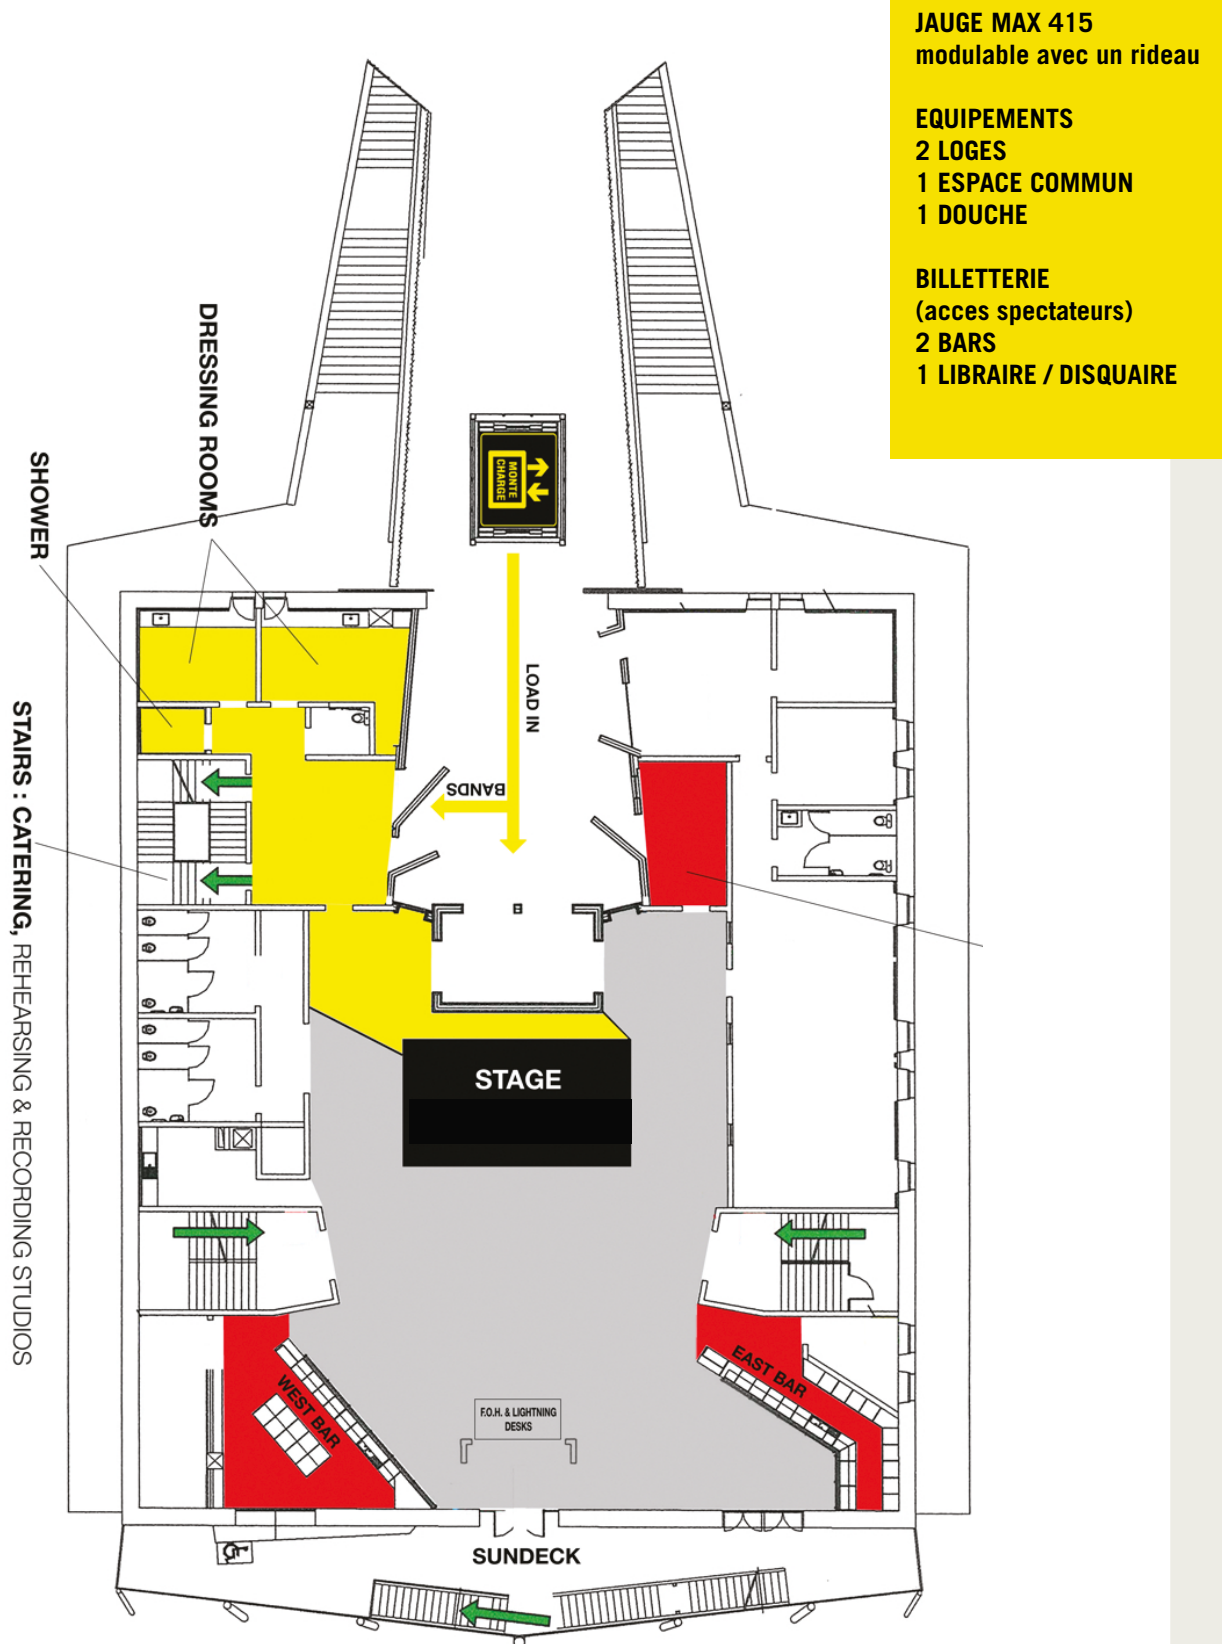 JAUGE MAX 415
modulable avec un rideau
EQUIPEMENTS
2 LOGES
1 ESPACE COMMUN
1 DOUCHE
BILLETTERIE
(acces spectateurs)
2 BARS
1 LIBRAIRE / DISQUAIRE
DRESSING ROOMS
SHOWER
STAIRS : CATERING, REHEARSING & RECORDING STUDIOS
MONTE
CHARGE
LOAD IN
BANDS
STAGE
WEST BAR
EAST BAR
F.O.H. & LIGHTNING
DESKS
SUNDECK